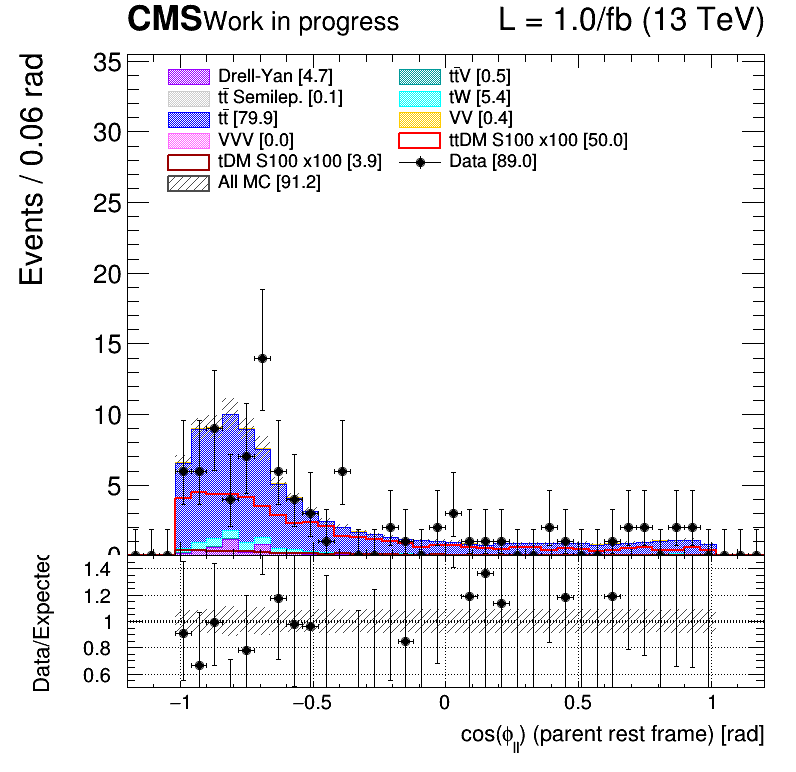 CMS Work in progress L = 1.0/fb (13 TeV)
Events / 0.06 rad
35
30
25
20
15
10
5
0
Drell-Yan [4.7]
tt̄V [0.5]
tt̄ Semilep. [0.1]
tW [5.4]
tt̄ [79.9]
VV [0.4]
VVV [0.0]
ttDM S100 x100 [50.0]
tDM S100 x100 [3.9]
Data [89.0]
All MC [91.2]
Data/Expected
1.4
1.2
1
0.8
0.6
−1 −0.5 0 0.5 1
cos(ϕ_ll) (parent rest frame) [rad]